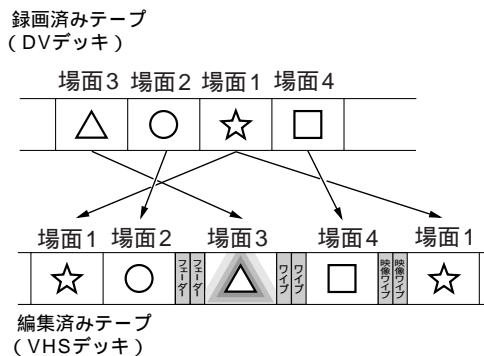 録画済みテープ
（DVデッキ）
場面3 場面2 場面1 場面4
場面1 場面2 場面3 場面4 場面1
フェーダー
フェーダー
ワイプ
ワイプ
映像ワイプ
映像ワイプ
編集済みテープ
（VHSデッキ）